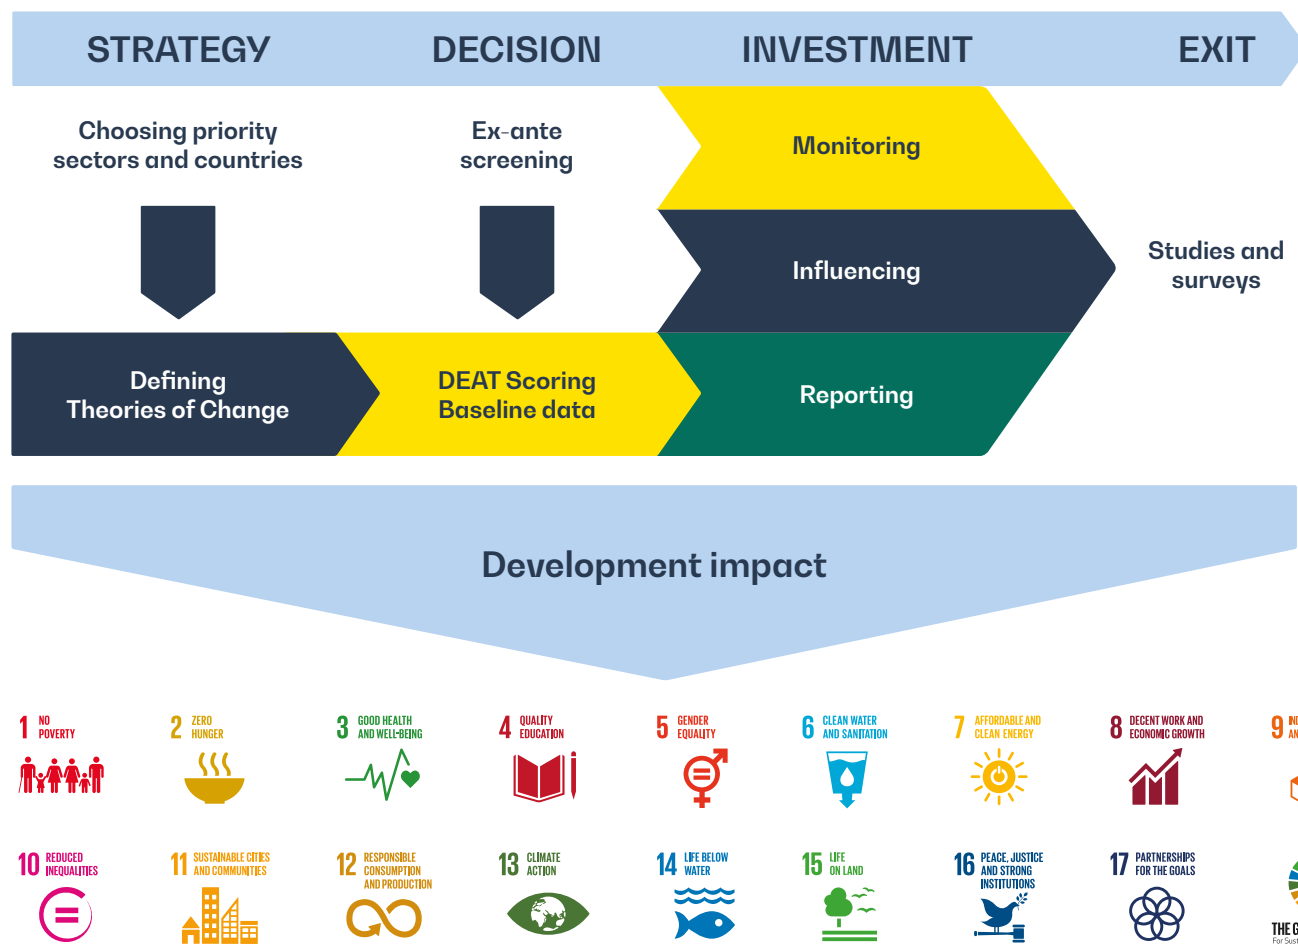 STRATEGY
DECISION
INVESTMENT
EXIT
Choosing priority
sectors and countries
Ex-ante
screening
Monitoring
Influencing
Studies and
surveys
Defining
Theories of Change
DEAT Scoring
Baseline data
Reporting
Development impact
1 NO
POVERTY
2 ZERO
HUNGER
3 GOOD HEALTH
AND WELL-BEING
4 QUALITY
EDUCATION
5 GENDER
EQUALITY
6 CLEAN WATER
AND SANITATION
7 AFFORDABLE AND
CLEAN ENERGY
8 DECENT WORK AND
ECONOMIC GROWTH
9
10 REDUCED
INEQUALITIES
11 SUSTAINABLE CITIES
AND COMMUNITIES
12 RESPONSIBLE
CONSUMPTION
AND PRODUCTION
13 CLIMATE
ACTION
14 LIFE BELOW
WATER
15 LIFE
ON LAND
16 PEACE, JUSTICE
AND STRONG
INSTITUTIONS
17 PARTNERSHIPS
FOR THE GOALS
THE
For